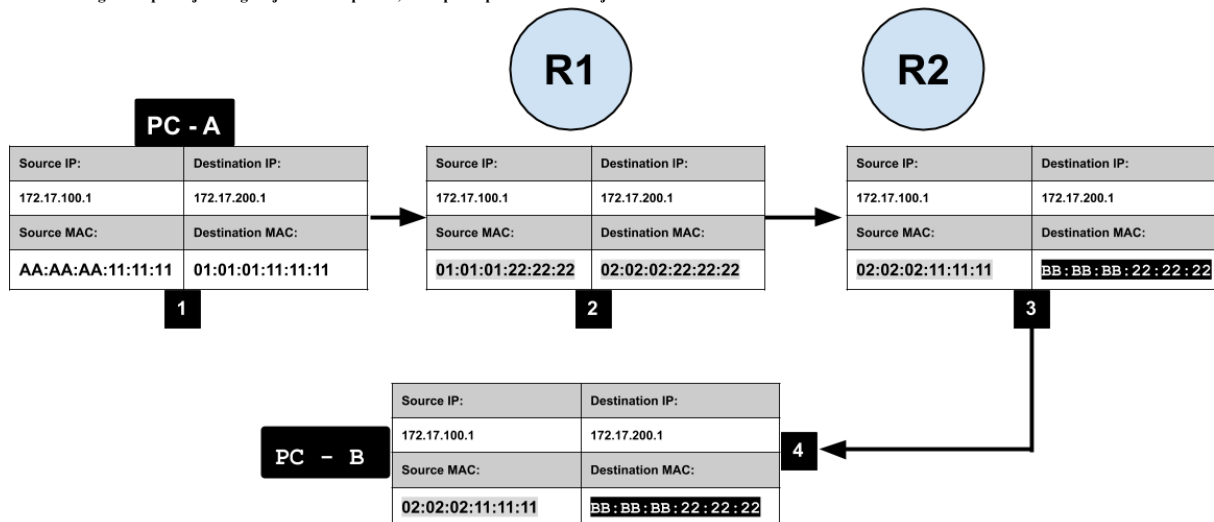 R1
R2
PC - A
Source IP: Destination IP:
172.17.100.1 172.17.200.1
Source MAC: Destination MAC:
AA:AA:AA:11:11:11 01:01:01:11:11:11
1
Source IP: Destination IP:
172.17.100.1 172.17.200.1
Source MAC: Destination MAC:
01:01:01:22:22:22 02:02:02:22:22:22
2
Source IP: Destination IP:
172.17.100.1 172.17.200.1
Source MAC: Destination MAC:
02:02:02:11:11:11 BB:BB:BB:22:22:22
3
PC - B
Source IP: Destination IP:
172.17.100.1 172.17.200.1
Source MAC: Destination MAC:
02:02:02:11:11:11 BB:BB:BB:22:22:22
4